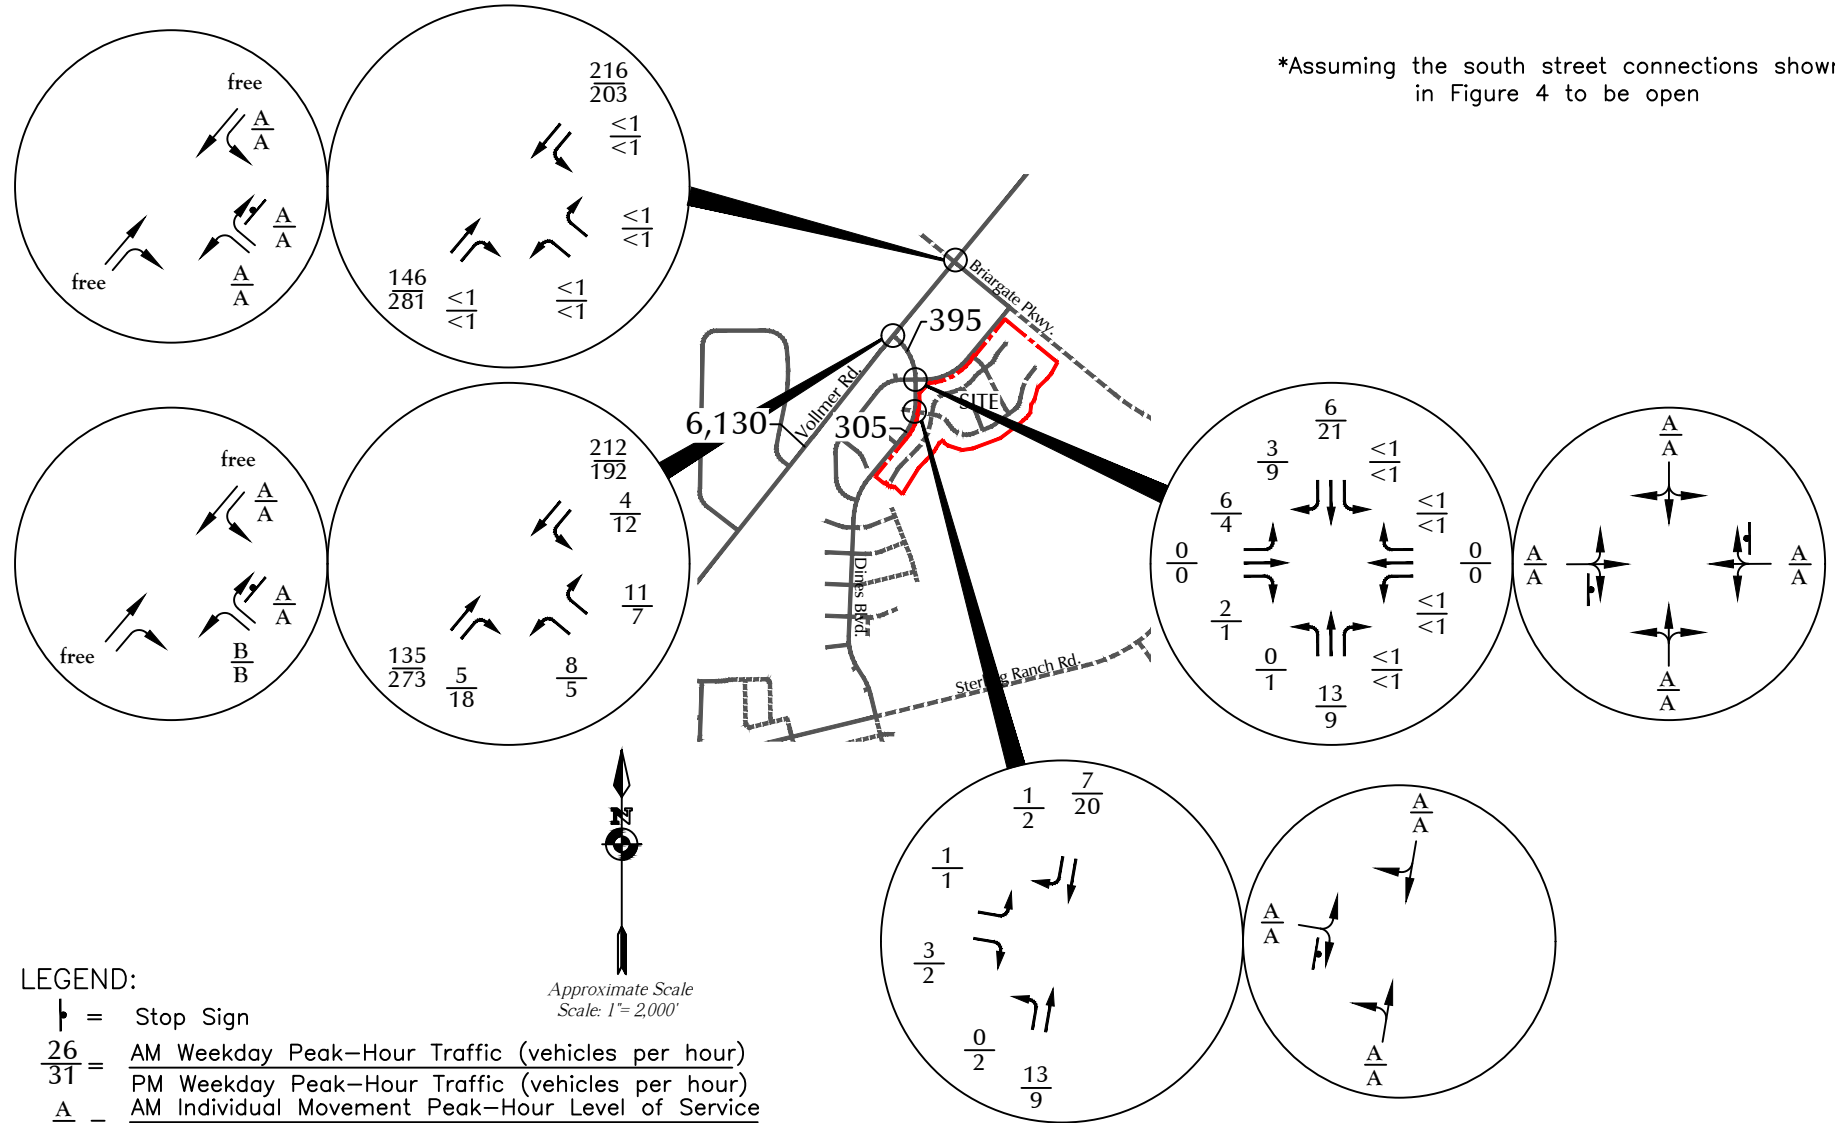 *Assuming the south street connections shown
in Figure 4 to be open
free
A
A
A
A
free
A
A
216
203
<1
<1
<1
<1
146
281
<1
<1
<1
<1
Briargate Pkwy.
395
Vollmer Rd.
6,130
305
SITE
Dines Blvd.
Sterling Ranch Rd.
free
A
A
A
A
free
B
B
212
192
4
12
11
7
135
273
5
18
8
5
6
21
3
9
<1
<1
6
4
<1
<1
0
0
0
0
2
1
<1
<1
0
1
<1
<1
13
9
A
A
A
A
A
A
A
A
1
2
7
20
1
1
3
2
0
2
13
9
A
A
A
A
A
A
N
Approximate Scale
Scale: 1"= 2,000'
LEGEND:
= Stop Sign
26
31 =
AM Weekday Peak-Hour Traffic (vehicles per hour)
PM Weekday Peak-Hour Traffic (vehicles per hour)
A
AM Individual Movement Peak-Hour Level of Service